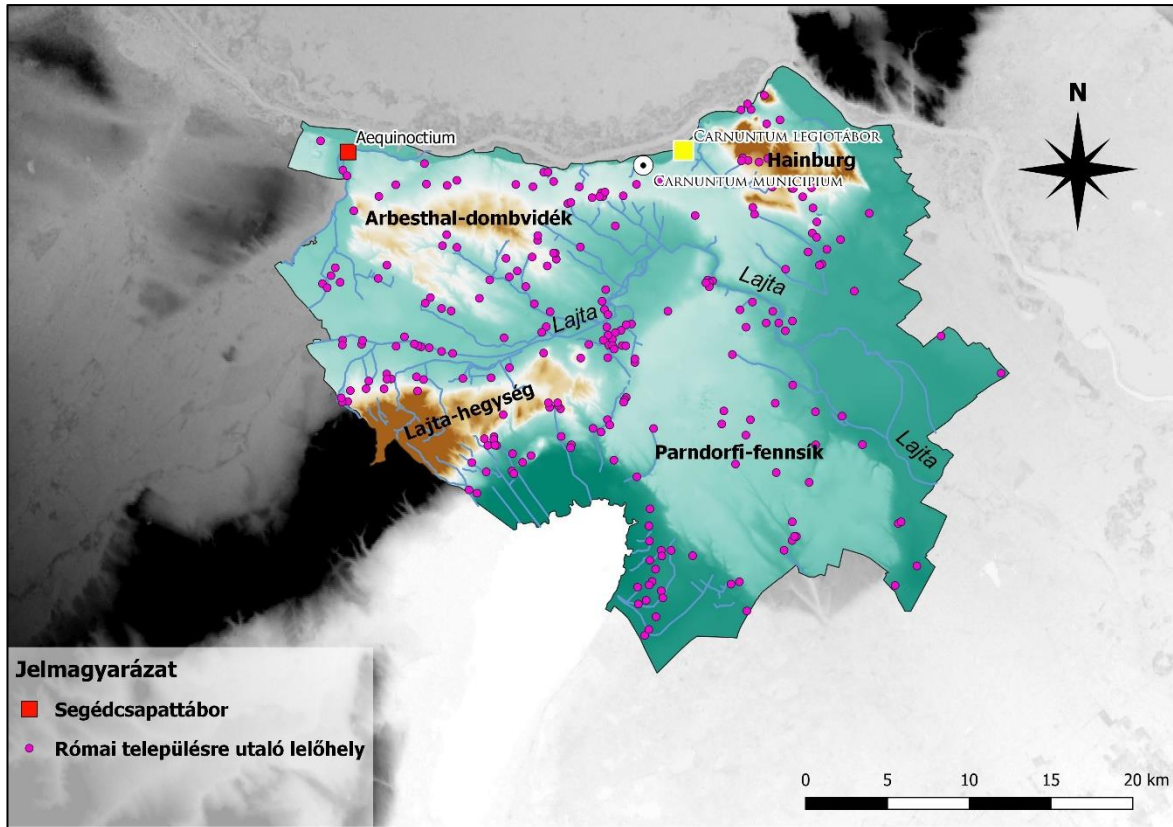 N
Aequinoctium
CARNUNTUM LEGIOTÁBOR
Hainburg
CARNUNTUM MUNICIPIUM
Arbesthal-dombvidék
Lajta
Lajta
Lajta-hegység
Parndorfi-fennsík
Lajta
Jelmagyarázat
Segédcsapattábor
Római településre utaló lelőhely
0 5 10 15 20 km